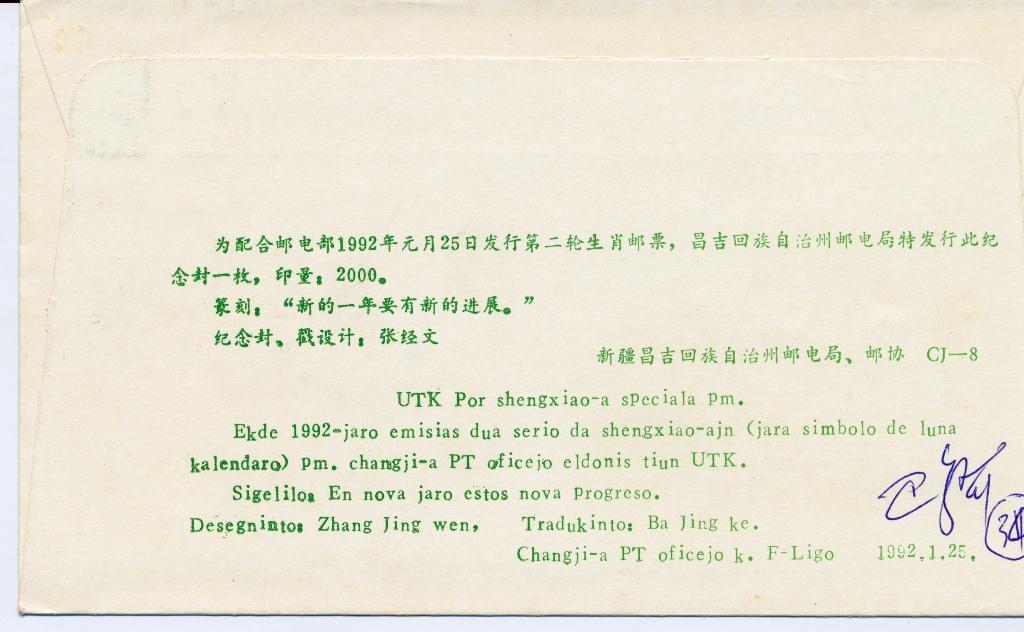 为配合邮电部1992年元月25日发行第二轮生肖邮票，昌吉回族自治州邮电局特发行此纪
念封一枚，印量：2000。
篆刻：“新的一年要有新的进展。”
纪念封、戳设计：张经文
新疆昌吉回族自治州邮电局、邮协 CJ—8
UTK Por shengxiao-a speciala pm.
Ekde 1992-jaro emisias dua serio da shengxiao-ajn (jara simbolo de luna
kalendaro) pm. changji-a PT oficejo eldonis tiun UTK.
Sigelilo: En nova jaro estos nova progreso.
Desegninto: Zhang Jing wen, Tradukinto: Ba Jing ke.
Changji-a PT oficejo k. F-Ligo 1992.1.25.